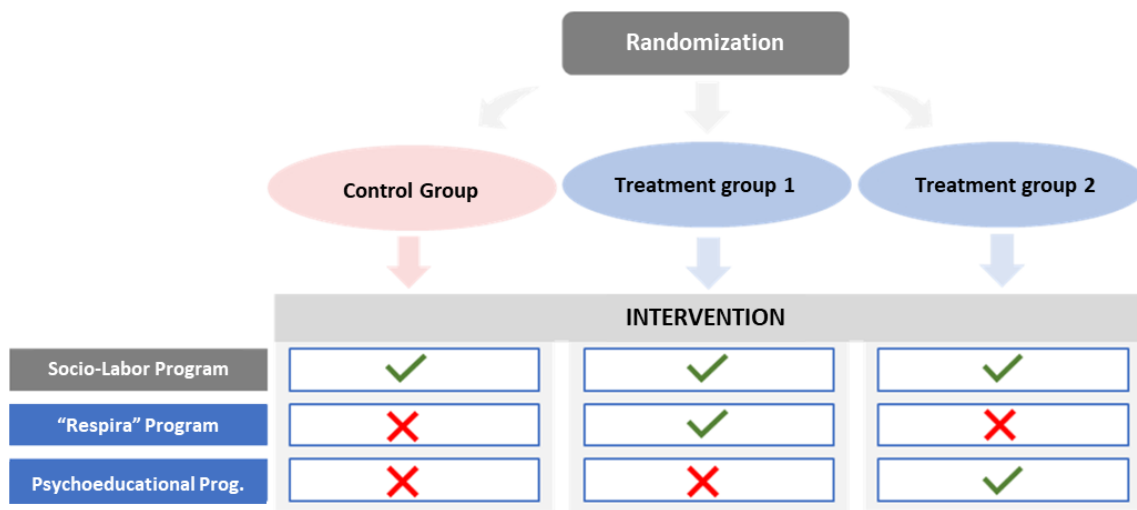 Randomization
Control Group
Treatment group 1
Treatment group 2
INTERVENTION
Socio-Labor Program
“Respira” Program
Psychoeducational Prog.